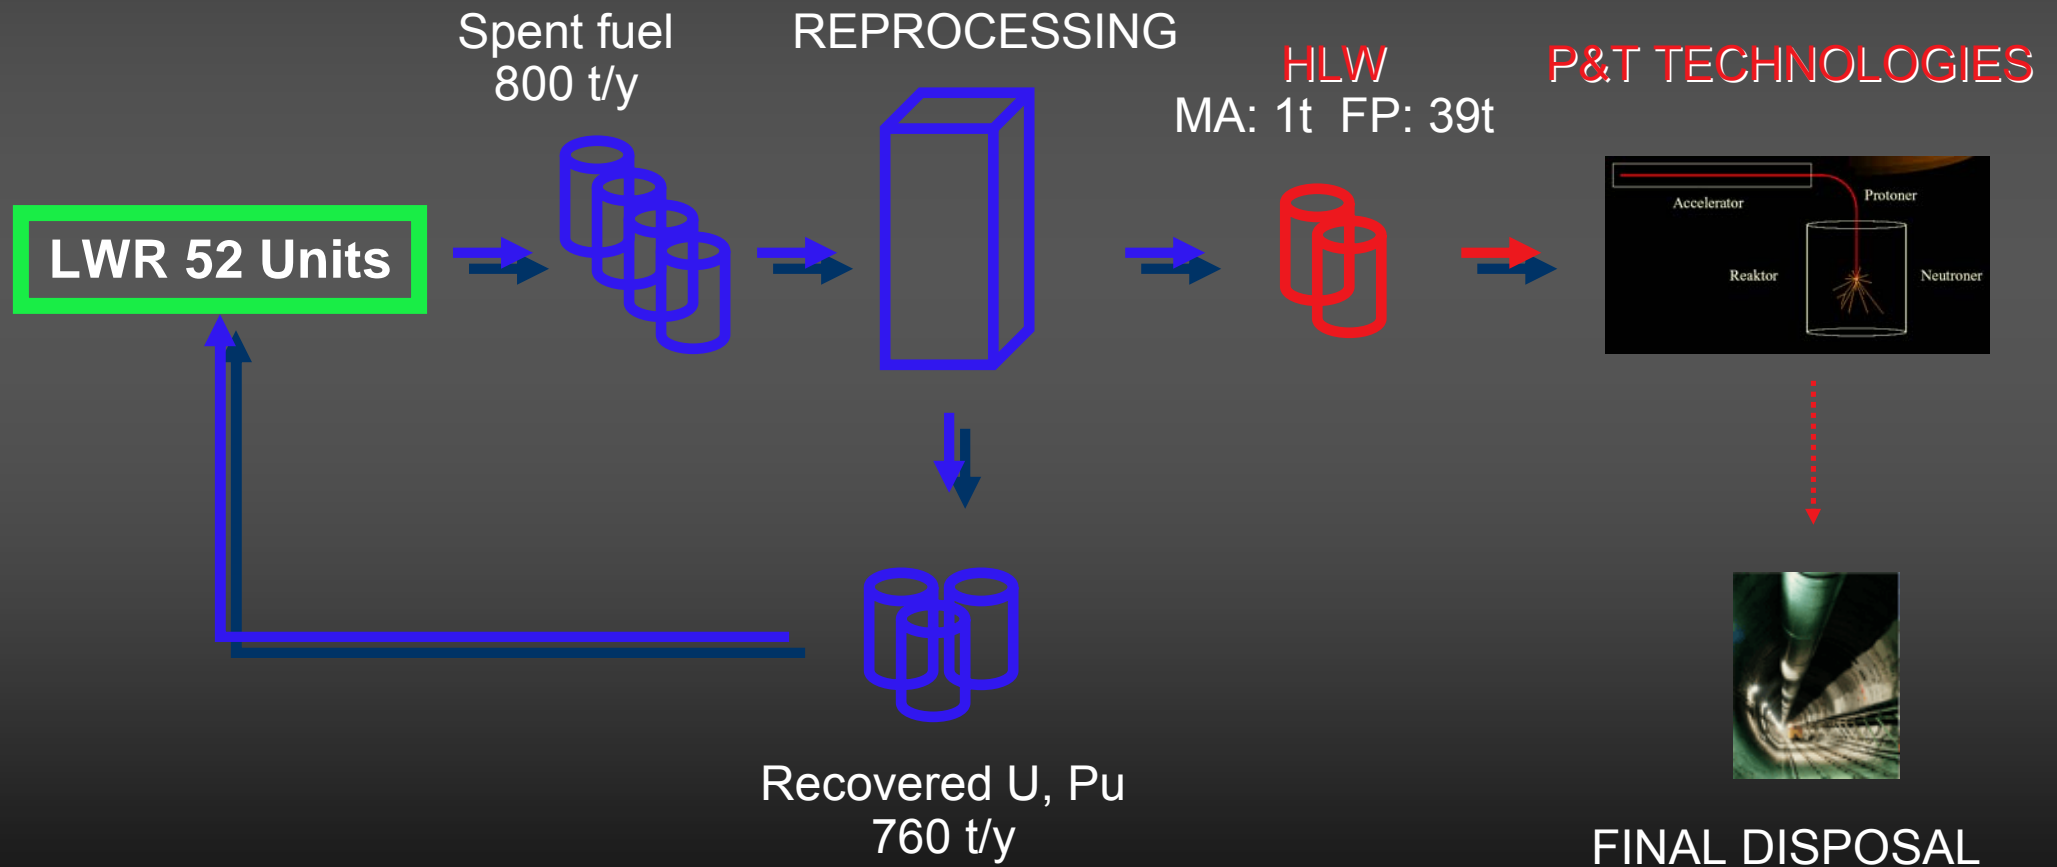 Spent fuel
800 t/y
REPROCESSING
HLW
MA: 1t  FP: 39t
P&T TECHNOLOGIES
LWR 52 Units
Accelerator
Protoner
Reaktor
Neutroner
Recovered U, Pu
760 t/y
FINAL DISPOSAL